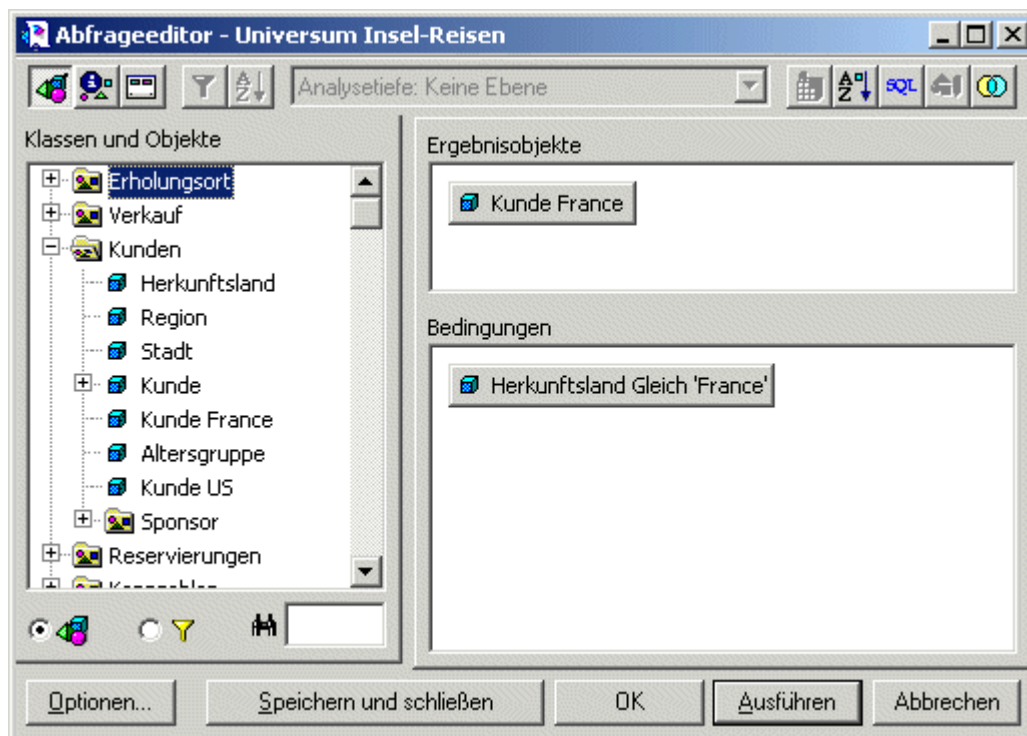 Abfrageeditor - Universum Insel-Reisen
A Z
Analysetiefe: Keine Ebene
A Z
SQL
Klassen und Objekte
Erholungsort
Verkauf
Kunden
Herkunftsland
Region
Stadt
Kunde
Kunde France
Altersgruppe
Kunde US
Sponsor
Reservierungen
Ergebnisobjekte
Kunde France
Bedingungen
Herkunftsland Gleich 'France'
Optionen...
Speichern und schließen
OK
Ausführen
Abbrechen